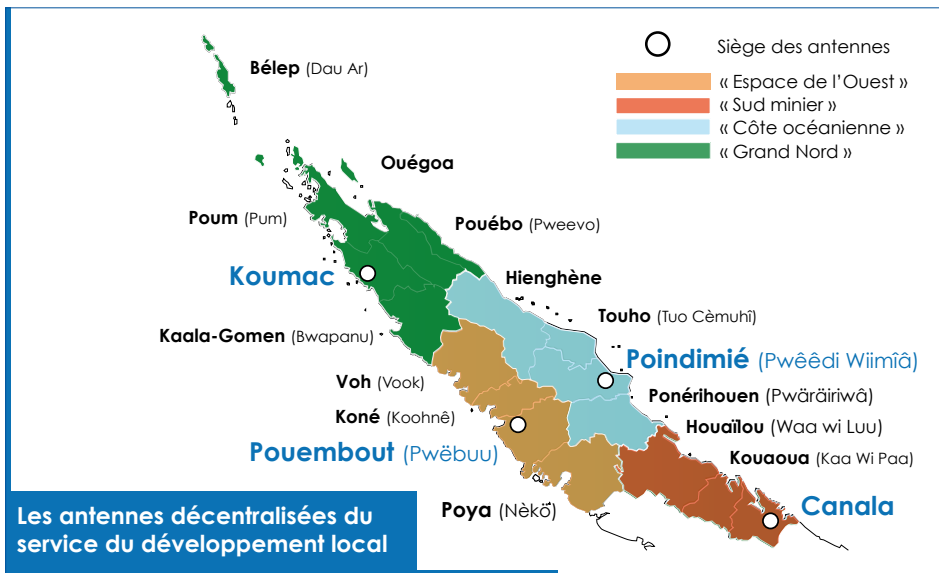 Siège des antennes
« Espace de l’Ouest »
« Sud minier »
« Côte océanienne »
« Grand Nord »
Bélep (Dau Ar)
Ouégoa
Poum (Pum)
Pouébo (Pweevo)
Koumac
Hienghène
Touho (Tuo Cèmuhî)
Kaala-Gomen (Bwapanu)
Poindimié (Pwêêdi Wiimîâ)
Voh (Vook)
Ponérihouen (Pwäräiriwâ)
Koné (Koohnê)
Houaïlou (Waa wi Luu)
Pouembout (Pwëbuu)
Kouaoua (Kaa Wi Paa)
Poya (Nèkö)
Canala
Les antennes décentralisées du
service du développement local